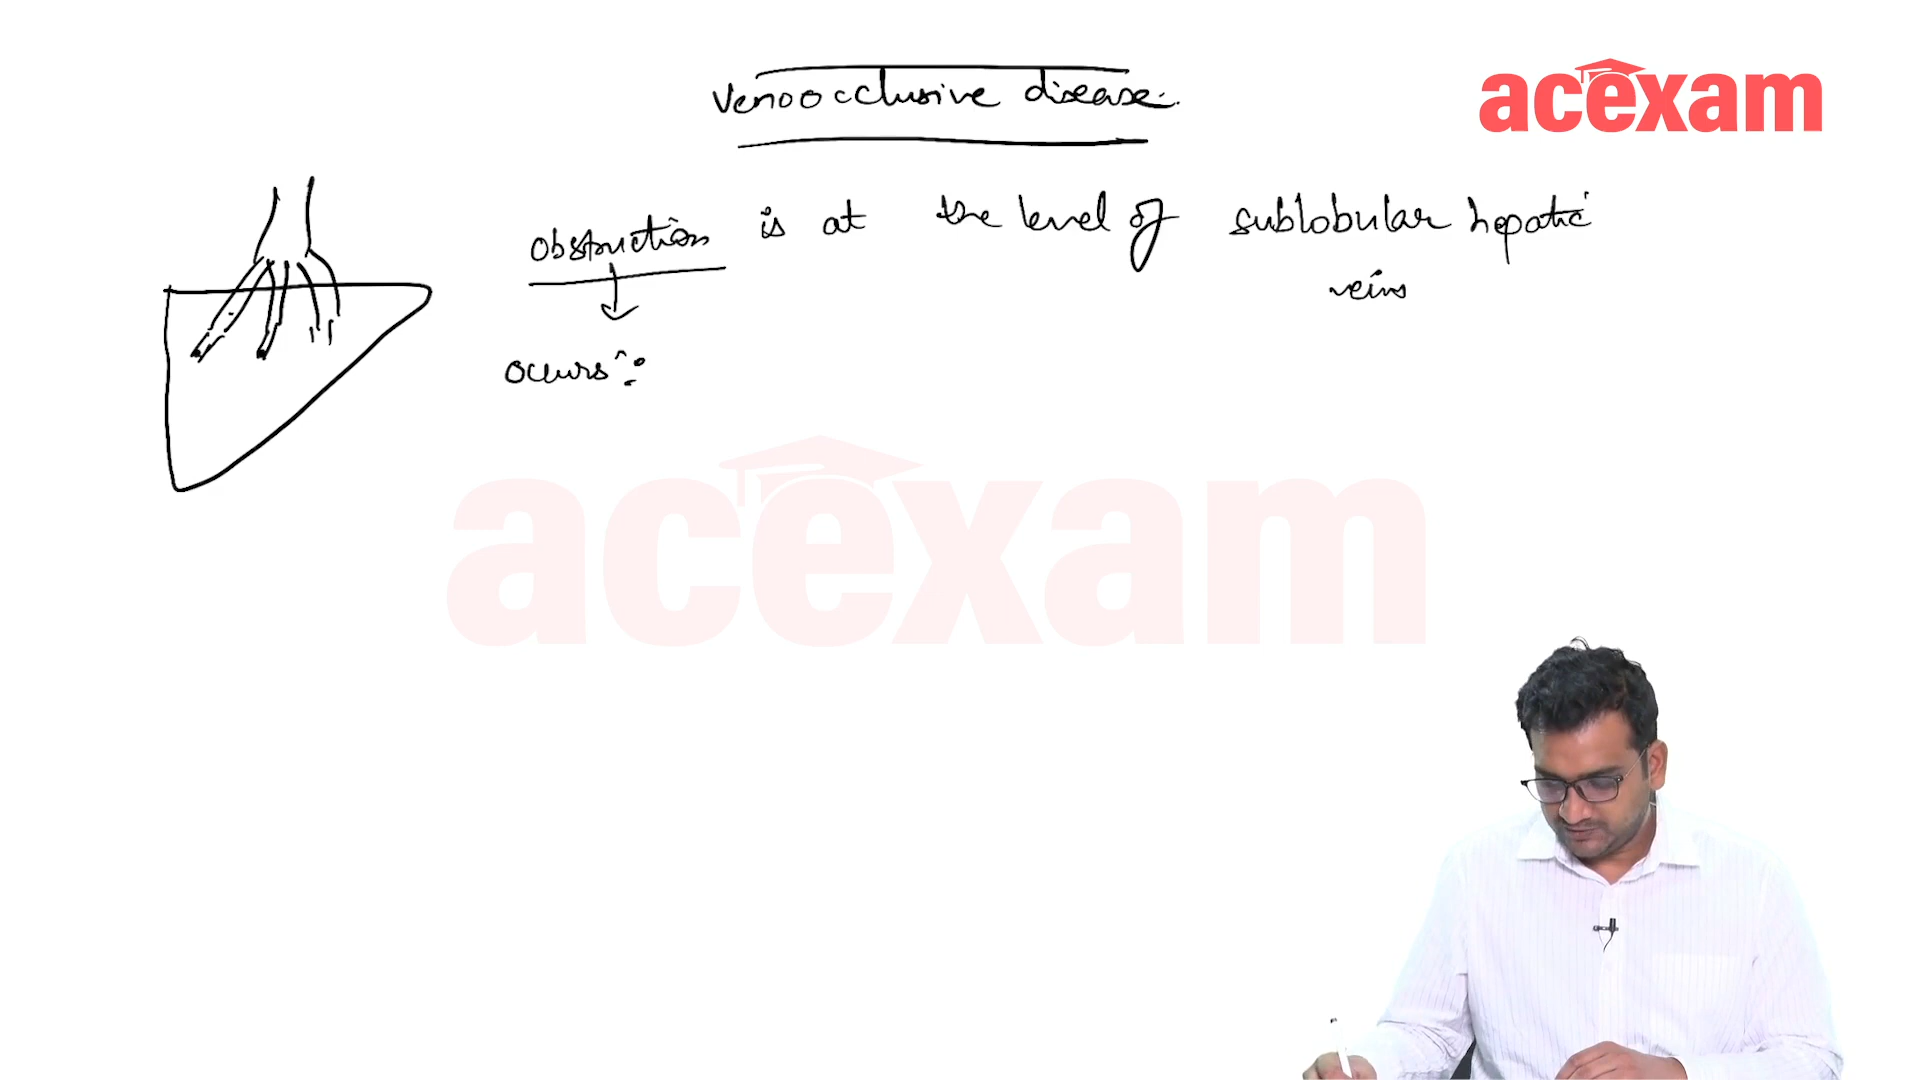 Venoocclusive disease.
acexam
obstruction is at the level of sublobular hepatic
veins
occurs
acexam